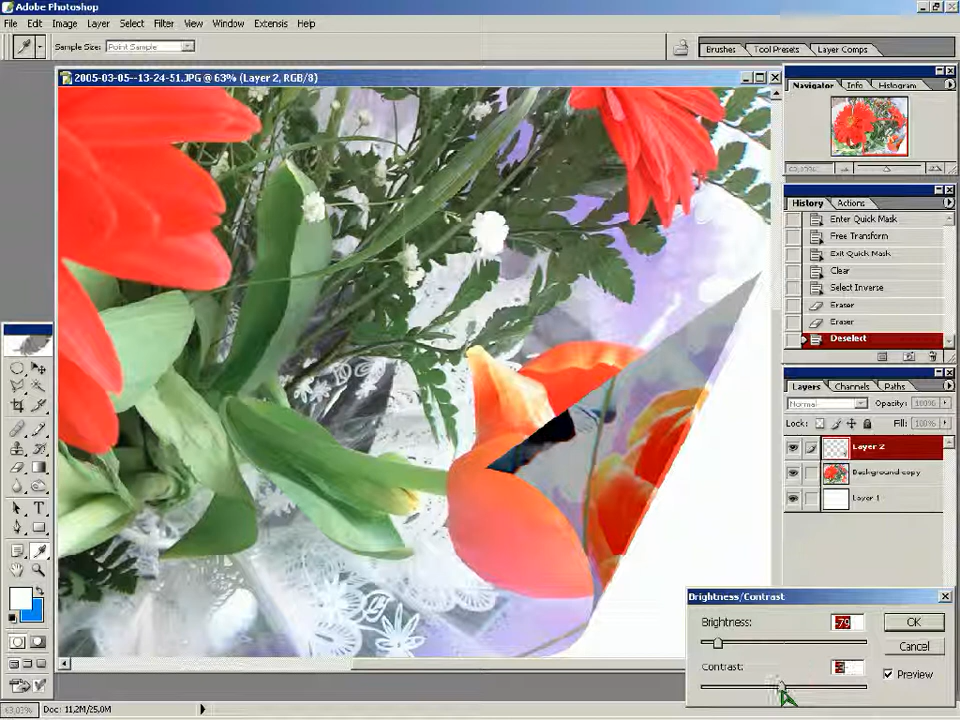 Adobe Photoshop
File Edit Image Layer Select Filter View Window Extensis Help
Sample Size: Point Sample
Brushes Tool Presets Layer Comps
2005-03-05--13-24-51.JPG @ 63% (Layer 2, RGB/8)
Navigator Info Histogram
History Actions
Enter Quick Mask
Free Transform
Exit Quick Mask
Clear
Select Inverse
Eraser
Eraser
Deselect
Layers Channels Paths
Normal Opacity: 100%
Lock: Fill: 100%
Layer 2
Background copy
Layer 1
Brightness/Contrast
Brightness: -79 OK
Cancel
Contrast:
Preview
Doc: 11,2M/25,0M